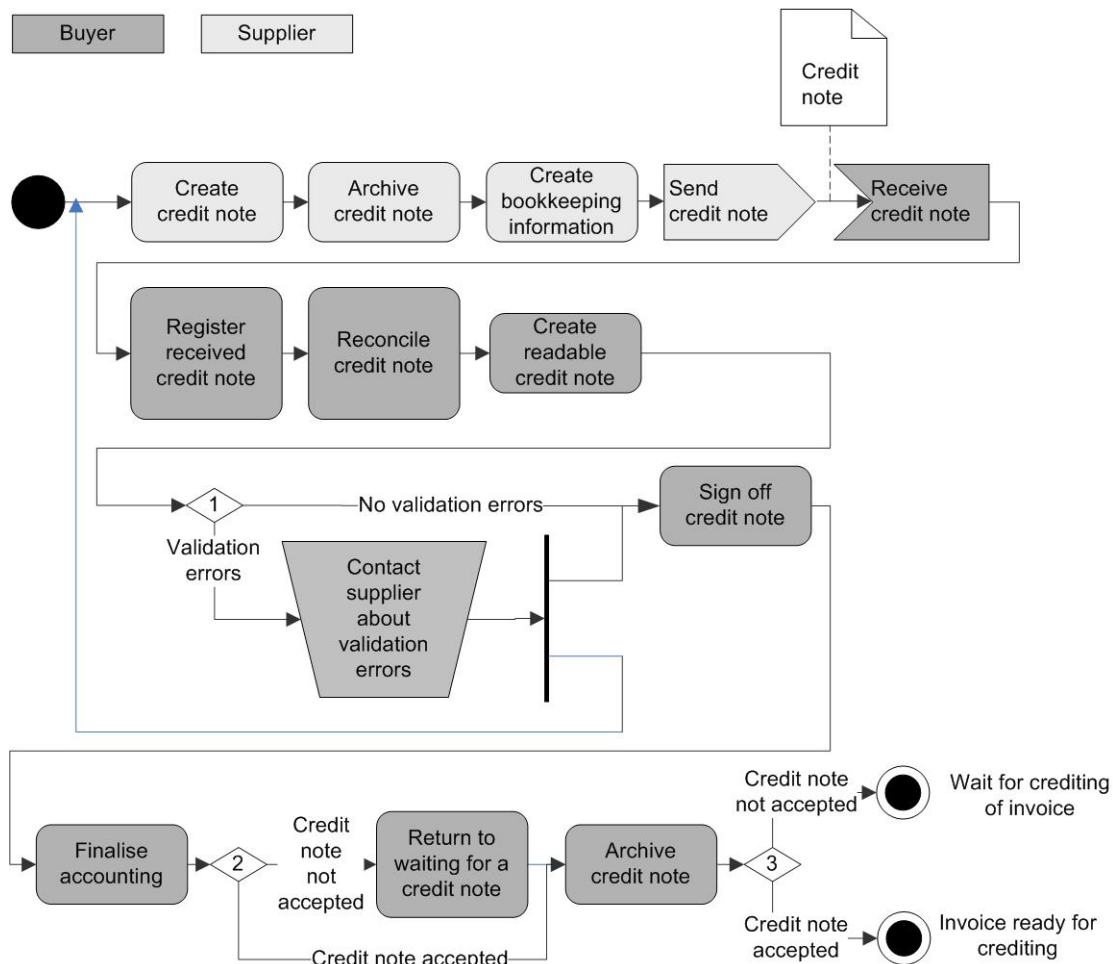 Buyer
Supplier
Credit
note
Create
credit note
Archive
credit note
Create
bookkeeping
information
Send
credit note
Receive
credit note
Register
received
credit note
Reconcile
credit note
Create
readable
credit note
1
No validation errors
Sign off
credit note
Validation
errors
Contact
supplier
about
validation
errors
Finalise
accounting
2
Credit
note
not
accepted
Return to
waiting for a
credit note
Archive
credit note
3
Credit note
not accepted
Wait for crediting
of invoice
Credit note
accepted
Invoice ready for
crediting
Credit note accepted